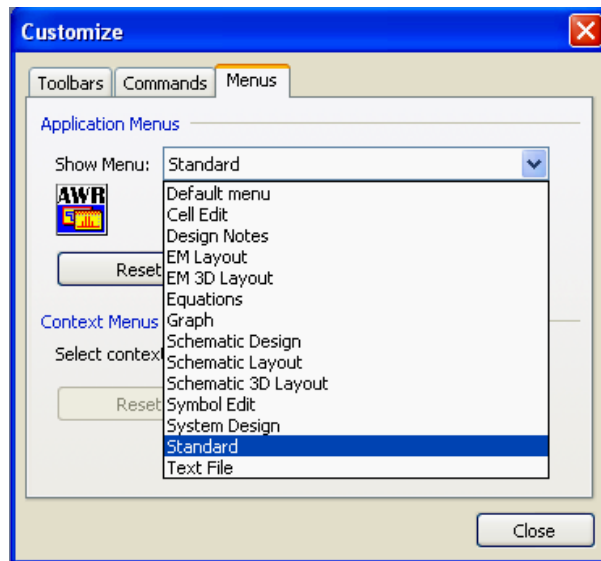 Customize
Toolbars Commands Menus
Application Menus
Show Menu: Standard
AWR
Default menu
Cell Edit
Design Notes
EM Layout
Reset
EM 3D Layout
Equations
Context Menus
Graph
Schematic Design
Select context
Schematic Layout
Schematic 3D Layout
Reset
Symbol Edit
System Design
Standard
Text File
Close